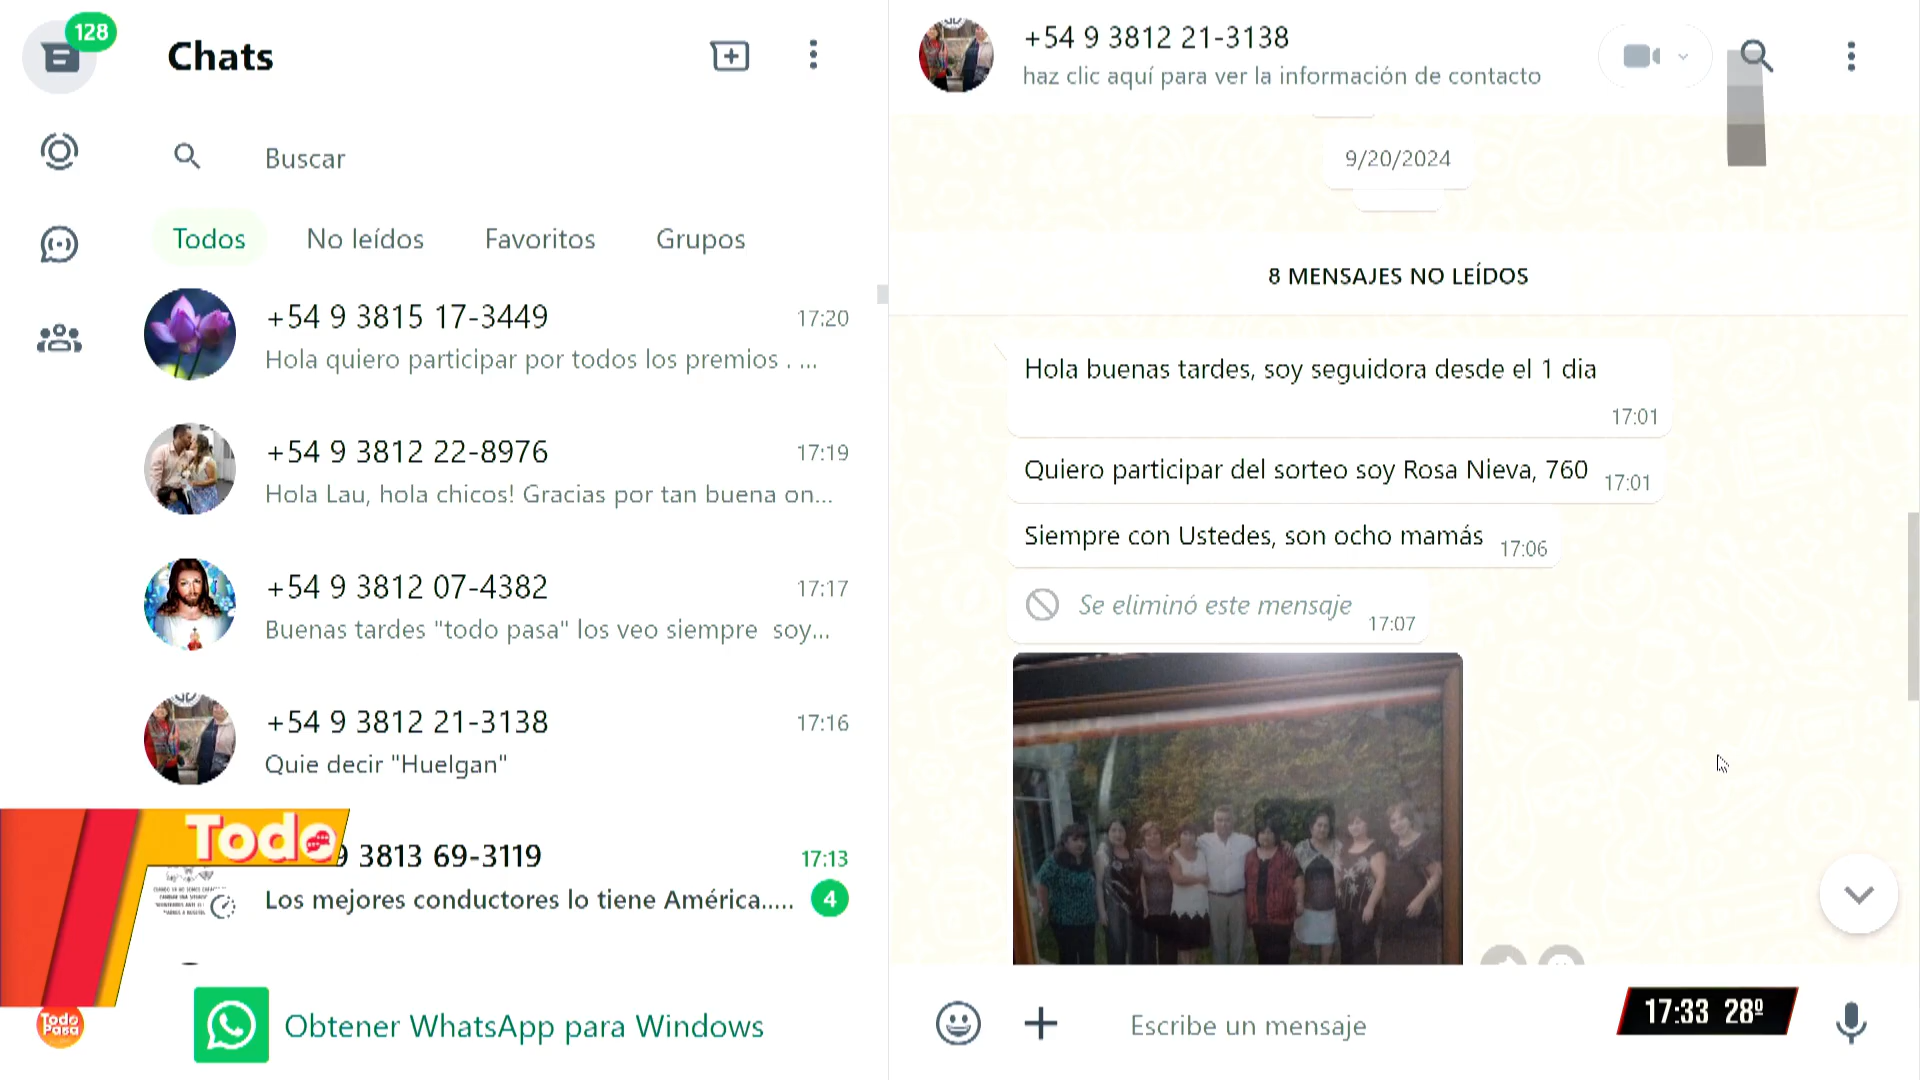 128
Chats
Buscar
Todos
No leídos
Favoritos
Grupos
+54 9 3815 17-3449
17:20
Hola quiero participar por todos los premios . ...
+54 9 3812 22-8976
17:19
Hola Lau, hola chicos! Gracias por tan buena on...
+54 9 3812 07-4382
17:17
Buenas tardes "todo pasa" los veo siempre soy...
+54 9 3812 21-3138
17:16
Quie decir "Huelgan"
9 3813 69-3119
17:13
Los mejores conductores lo tiene América.....
4
Todo
Todo
Pasa
Obtener WhatsApp para Windows
+54 9 3812 21-3138
haz clic aquí para ver la información de contacto
9/20/2024
8 MENSAJES NO LEÍDOS
Hola buenas tardes, soy seguidora desde el 1 dia
17:01
Quiero participar del sorteo soy Rosa Nieva, 760
17:01
Siempre con Ustedes, son ocho mamás
17:06
Se eliminó este mensaje
17:07
Escribe un mensaje
17:33 28º